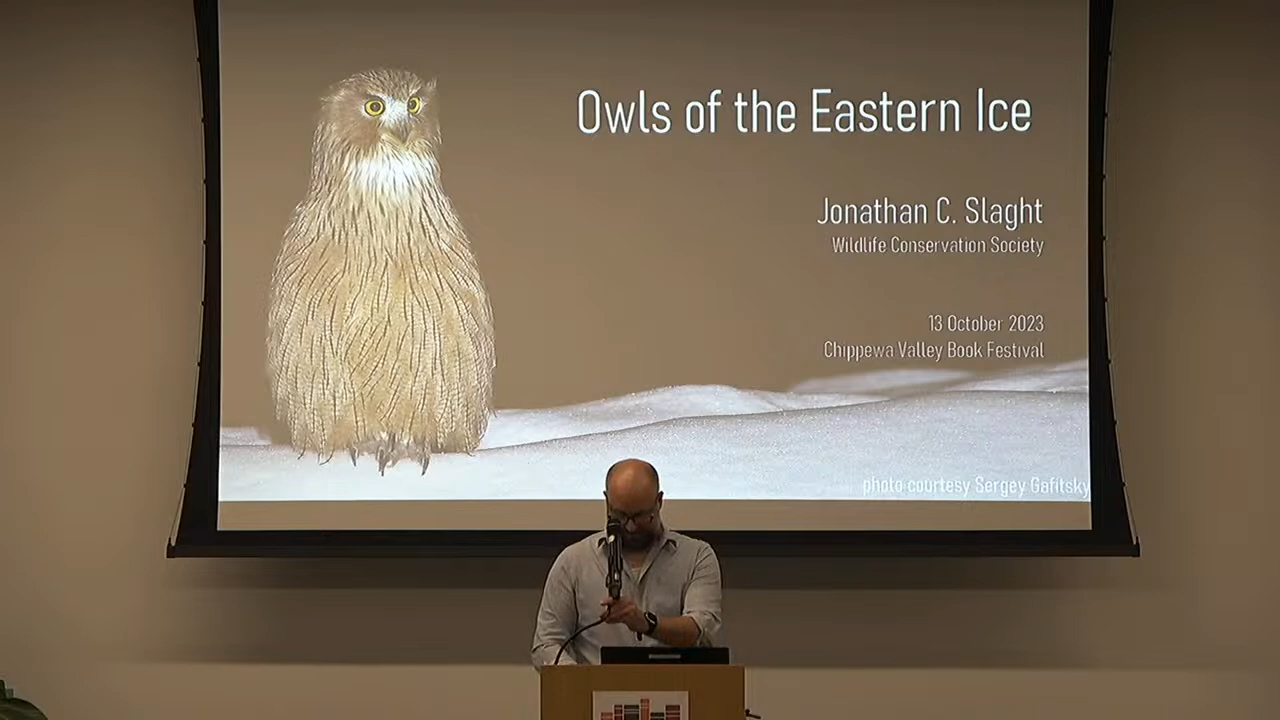 Owls of the Eastern Ice
Jonathan C. Slaght
Wildlife Conservation Society
13 October 2023
Chippewa Valley Book Festival
photo courtesy Sergey Gafitsky